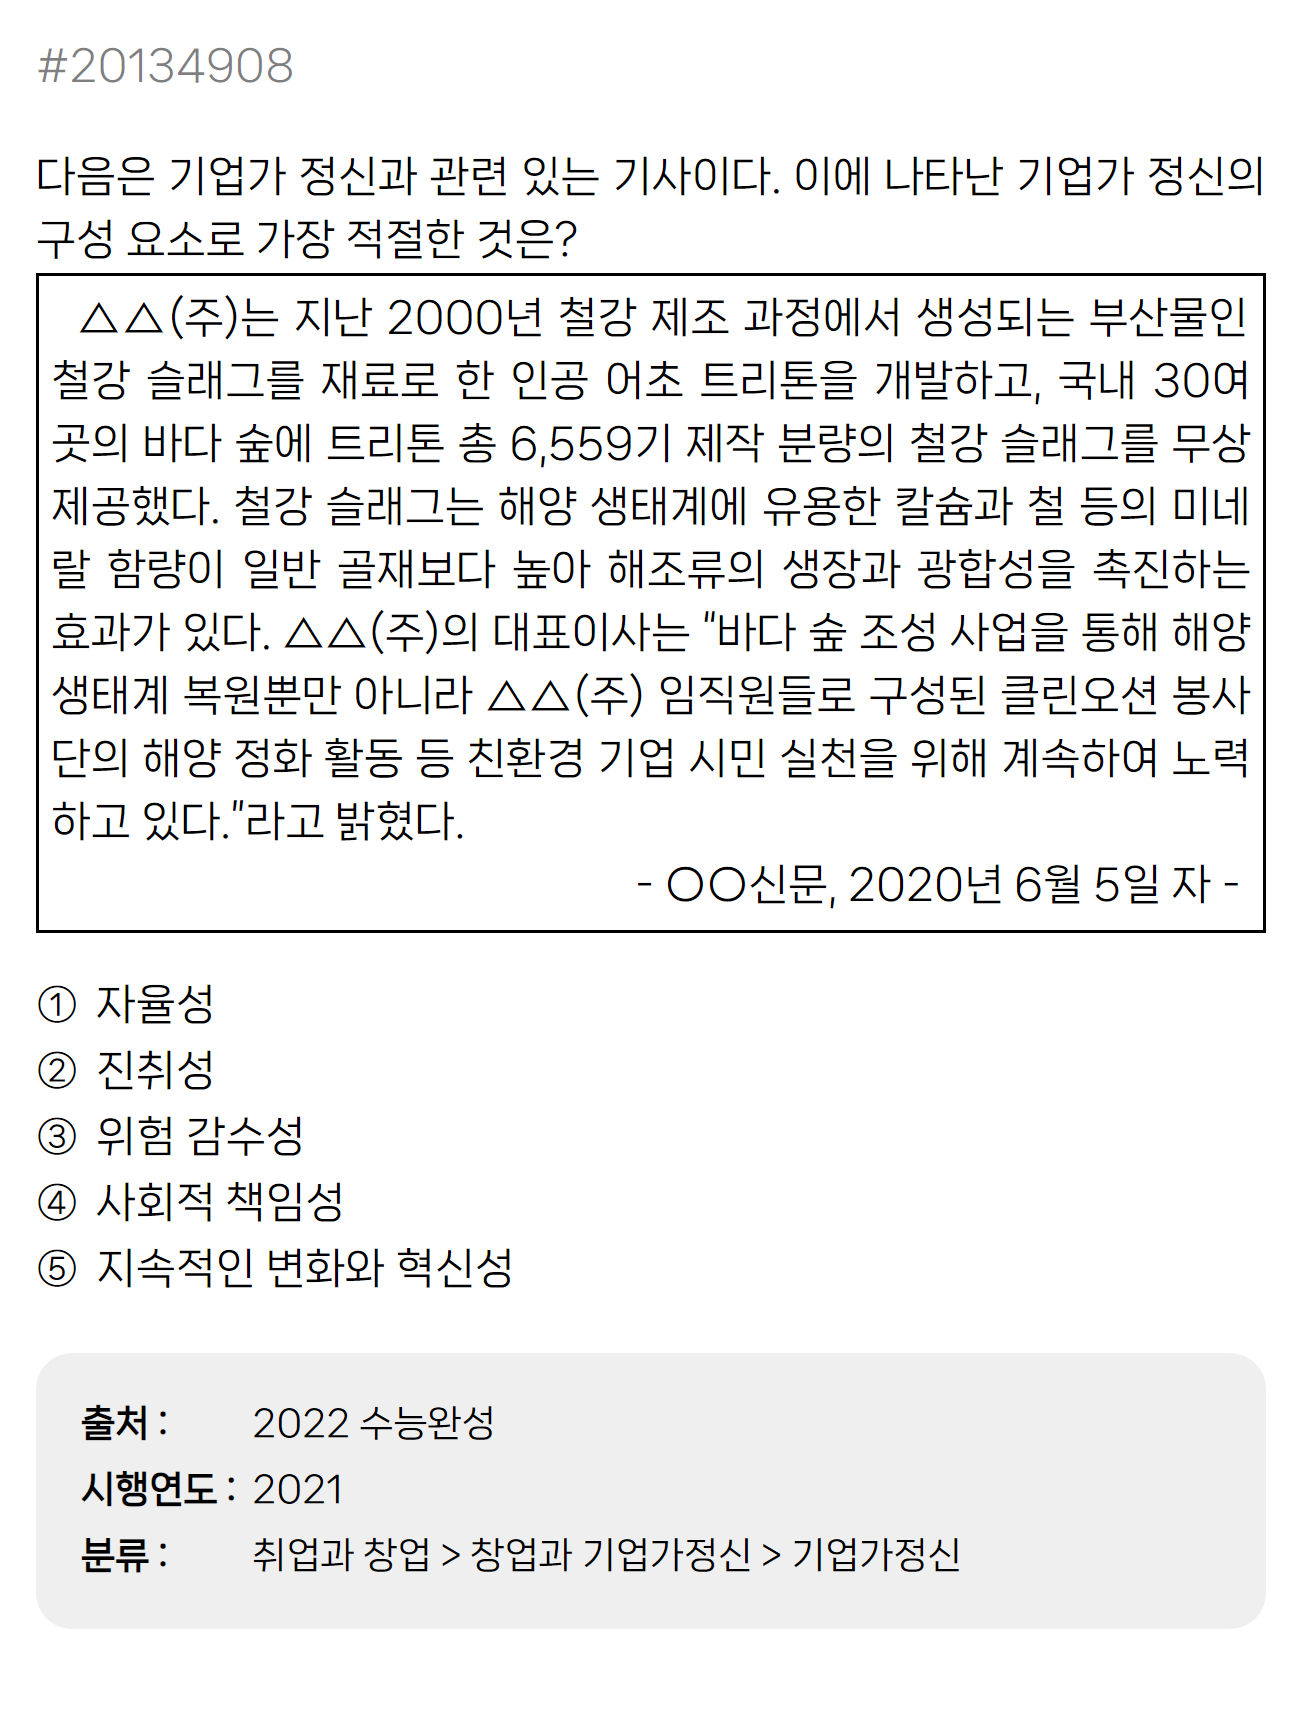 #20134908
다음은 기업가 정신과 관련 있는 기사이다. 이에 나타난 기업가 정신의
구성 요소로 가장 적절한 것은?
△△(주)는 지난 2000년 철강 제조 과정에서 생성되는 부산물인
철강 슬래그를 재료로 한 인공 어초 트리톤을 개발하고, 국내 30여
곳의 바다 숲에 트리톤 총 6,559기 제작 분량의 철강 슬래그를 무상
제공했다. 철강 슬래그는 해양 생태계에 유용한 칼슘과 철 등의 미네
랄 함량이 일반 골재보다 높아 해조류의 생장과 광합성을 촉진하는
효과가 있다. △△(주)의 대표이사는 "바다 숲 조성 사업을 통해 해양
생태계 복원뿐만 아니라 △△(주) 임직원들로 구성된 클린오션 봉사
단의 해양 정화 활동 등 친환경 기업 시민 실천을 위해 계속하여 노력
하고 있다."라고 밝혔다.
- ○○신문, 2020년 6월 5일 자 -
① 자율성
② 진취성
③ 위험 감수성
④ 사회적 책임성
⑤ 지속적인 변화와 혁신성
출처 : 2022 수능완성
시행연도 : 2021
분류 : 취업과 창업 > 창업과 기업가정신 > 기업가정신